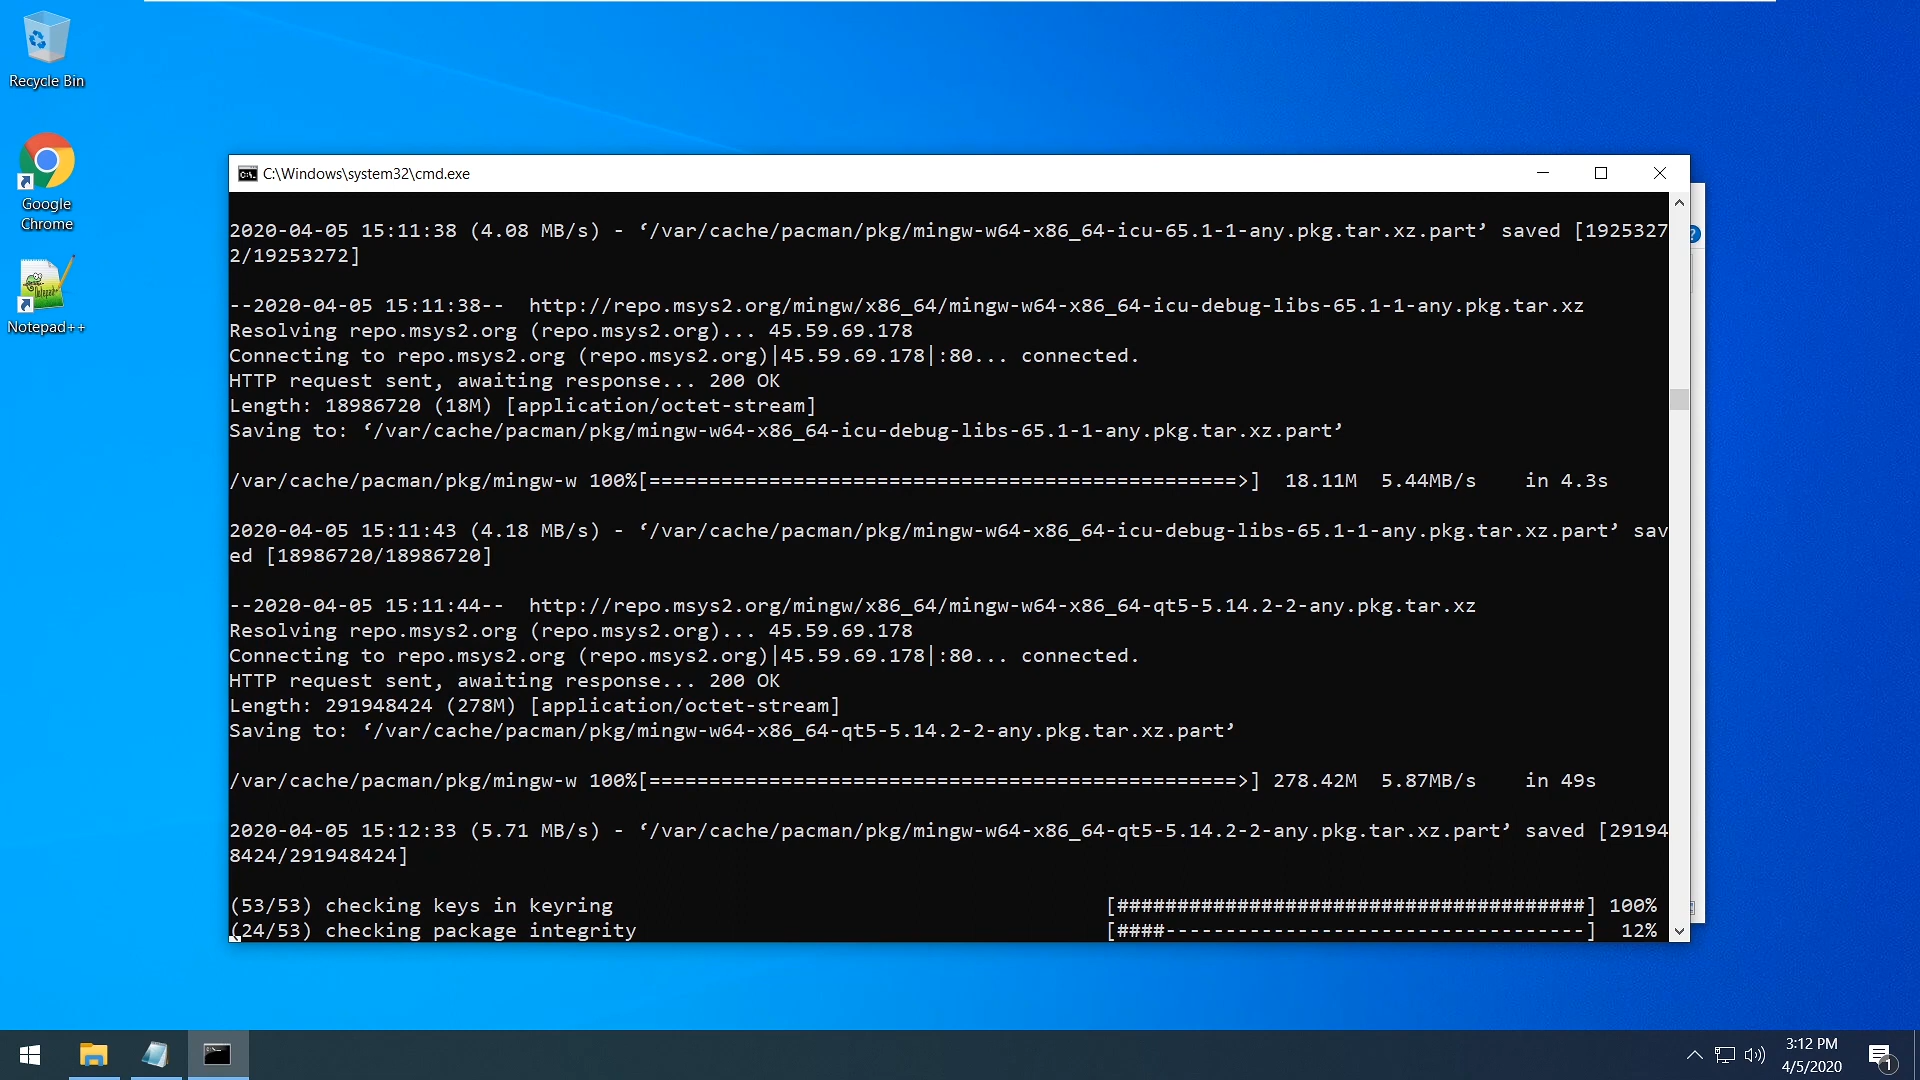 Recycle Bin
Google
Chrome
Notepad++
C:\Windows\system32\cmd.exe
2020-04-05 15:11:38 (4.08 MB/s) - ‘/var/cache/pacman/pkg/mingw-w64-x86_64-icu-65.1-1-any.pkg.tar.xz.part’ saved [1925327
2/19253272]
--2020-04-05 15:11:38--  http://repo.msys2.org/mingw/x86_64/mingw-w64-x86_64-icu-debug-libs-65.1-1-any.pkg.tar.xz
Resolving repo.msys2.org (repo.msys2.org)... 45.59.69.178
Connecting to repo.msys2.org (repo.msys2.org)|45.59.69.178|:80... connected.
HTTP request sent, awaiting response... 200 OK
Length: 18986720 (18M) [application/octet-stream]
Saving to: ‘/var/cache/pacman/pkg/mingw-w64-x86_64-icu-debug-libs-65.1-1-any.pkg.tar.xz.part’
/var/cache/pacman/pkg/mingw-w 100%[=================================================>]  18.11M  5.44MB/s    in 4.3s
2020-04-05 15:11:43 (4.18 MB/s) - ‘/var/cache/pacman/pkg/mingw-w64-x86_64-icu-debug-libs-65.1-1-any.pkg.tar.xz.part’ sav
ed [18986720/18986720]
--2020-04-05 15:11:44--  http://repo.msys2.org/mingw/x86_64/mingw-w64-x86_64-qt5-5.14.2-2-any.pkg.tar.xz
Resolving repo.msys2.org (repo.msys2.org)... 45.59.69.178
Connecting to repo.msys2.org (repo.msys2.org)|45.59.69.178|:80... connected.
HTTP request sent, awaiting response... 200 OK
Length: 291948424 (278M) [application/octet-stream]
Saving to: ‘/var/cache/pacman/pkg/mingw-w64-x86_64-qt5-5.14.2-2-any.pkg.tar.xz.part’
/var/cache/pacman/pkg/mingw-w 100%[=================================================>] 278.42M  5.87MB/s    in 49s
2020-04-05 15:12:33 (5.71 MB/s) - ‘/var/cache/pacman/pkg/mingw-w64-x86_64-qt5-5.14.2-2-any.pkg.tar.xz.part’ saved [29194
8424/291948424]
(53/53) checking keys in keyring [#######################################] 100%
(24/53) checking package integrity [####-----------------------------------] 12%
3:12 PM
4/5/2020
1